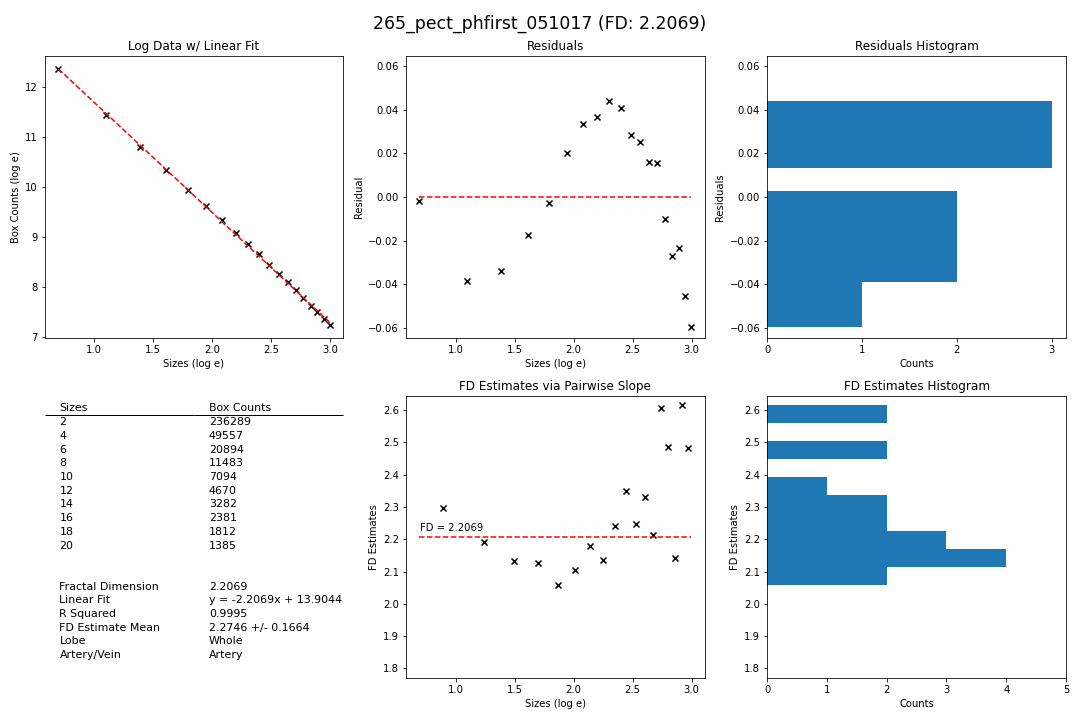 265_pect_phfirst_051017 (FD: 2.2069)
Log Data w/ Linear Fit
12
11
10
9
8
7
Box Counts (log e)
1.0 1.5 2.0 2.5 3.0
Sizes (log e)
Residuals
0.06
0.04
0.02
0.00
−0.02
−0.04
−0.06
Residual
1.0 1.5 2.0 2.5 3.0
Sizes (log e)
Residuals Histogram
0.06
0.04
0.02
0.00
−0.02
−0.04
−0.06
Residuals
0 1 2 3
Counts
Sizes Box Counts
2 236289
4 49557
6 20894
8 11483
10 7094
12 4670
14 3282
16 2381
18 1812
20 1385
Fractal Dimension 2.2069
Linear Fit y = -2.2069x + 13.9044
R Squared 0.9995
FD Estimate Mean 2.2746 +/- 0.1664
Lobe Whole
Artery/Vein Artery
FD Estimates via Pairwise Slope
2.6
2.5
2.4
2.3
2.2
2.1
2.0
1.9
1.8
FD Estimates
FD = 2.2069
1.0 1.5 2.0 2.5 3.0
Sizes (log e)
FD Estimates Histogram
2.6
2.5
2.4
2.3
2.2
2.1
2.0
1.9
1.8
FD Estimates
0 1 2 3 4 5
Counts